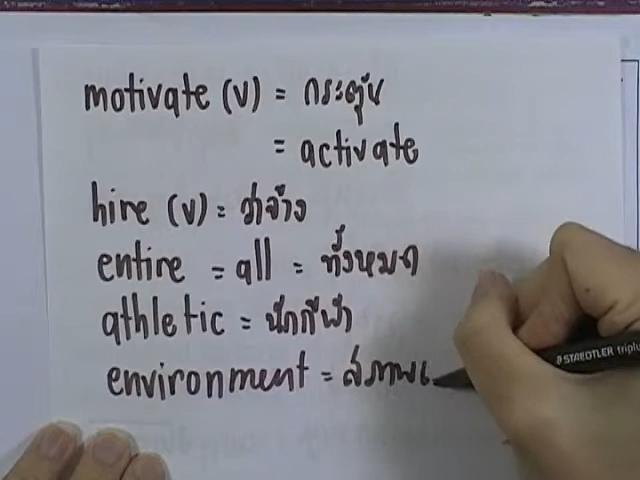 motivate (v) = กระตุ้น
= activate
hire (v) = ว่าจ้าง
entire = all = ทั้งหมด
athletic = นักกีฬา
environment = สภาพแ
STAEDTLER triplu